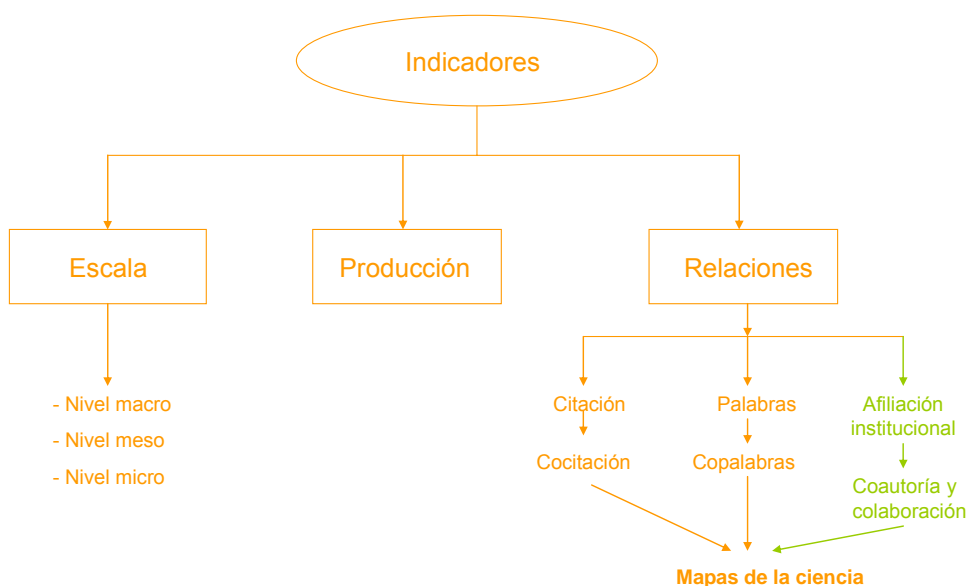 Indicadores
Escala
Producción
Relaciones
- Nivel macro
- Nivel meso
- Nivel micro
Citación
Palabras
Afiliación
institucional
Cocitación
Copalabras
Coautoría y
colaboración
Mapas de la ciencia